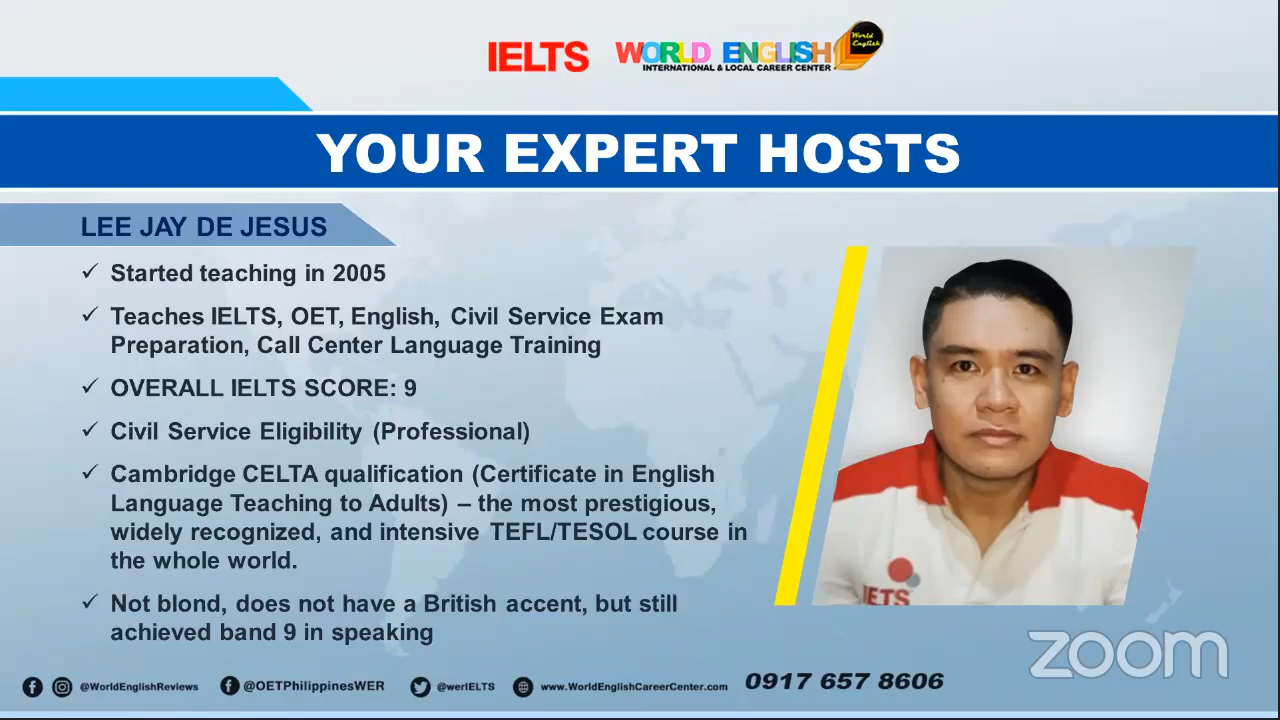 IELTS WORLD ENGLISH World English
INTERNATIONAL & LOCAL CAREER CENTER
YOUR EXPERT HOSTS
LEE JAY DE JESUS
✓ Started teaching in 2005
✓ Teaches IELTS, OET, English, Civil Service Exam
Preparation, Call Center Language Training
✓ OVERALL IELTS SCORE: 9
✓ Civil Service Eligibility (Professional)
✓ Cambridge CELTA qualification (Certificate in English
Language Teaching to Adults) – the most prestigious,
widely recognized, and intensive TEFL/TESOL course in
the whole world.
✓ Not blond, does not have a British accent, but still
achieved band 9 in speaking
IELTS
zoom
@WorldEnglishReviews @OETPhilippinesWER @werIELTS www.WorldEnglishCareerCenter.com 0917 657 8606